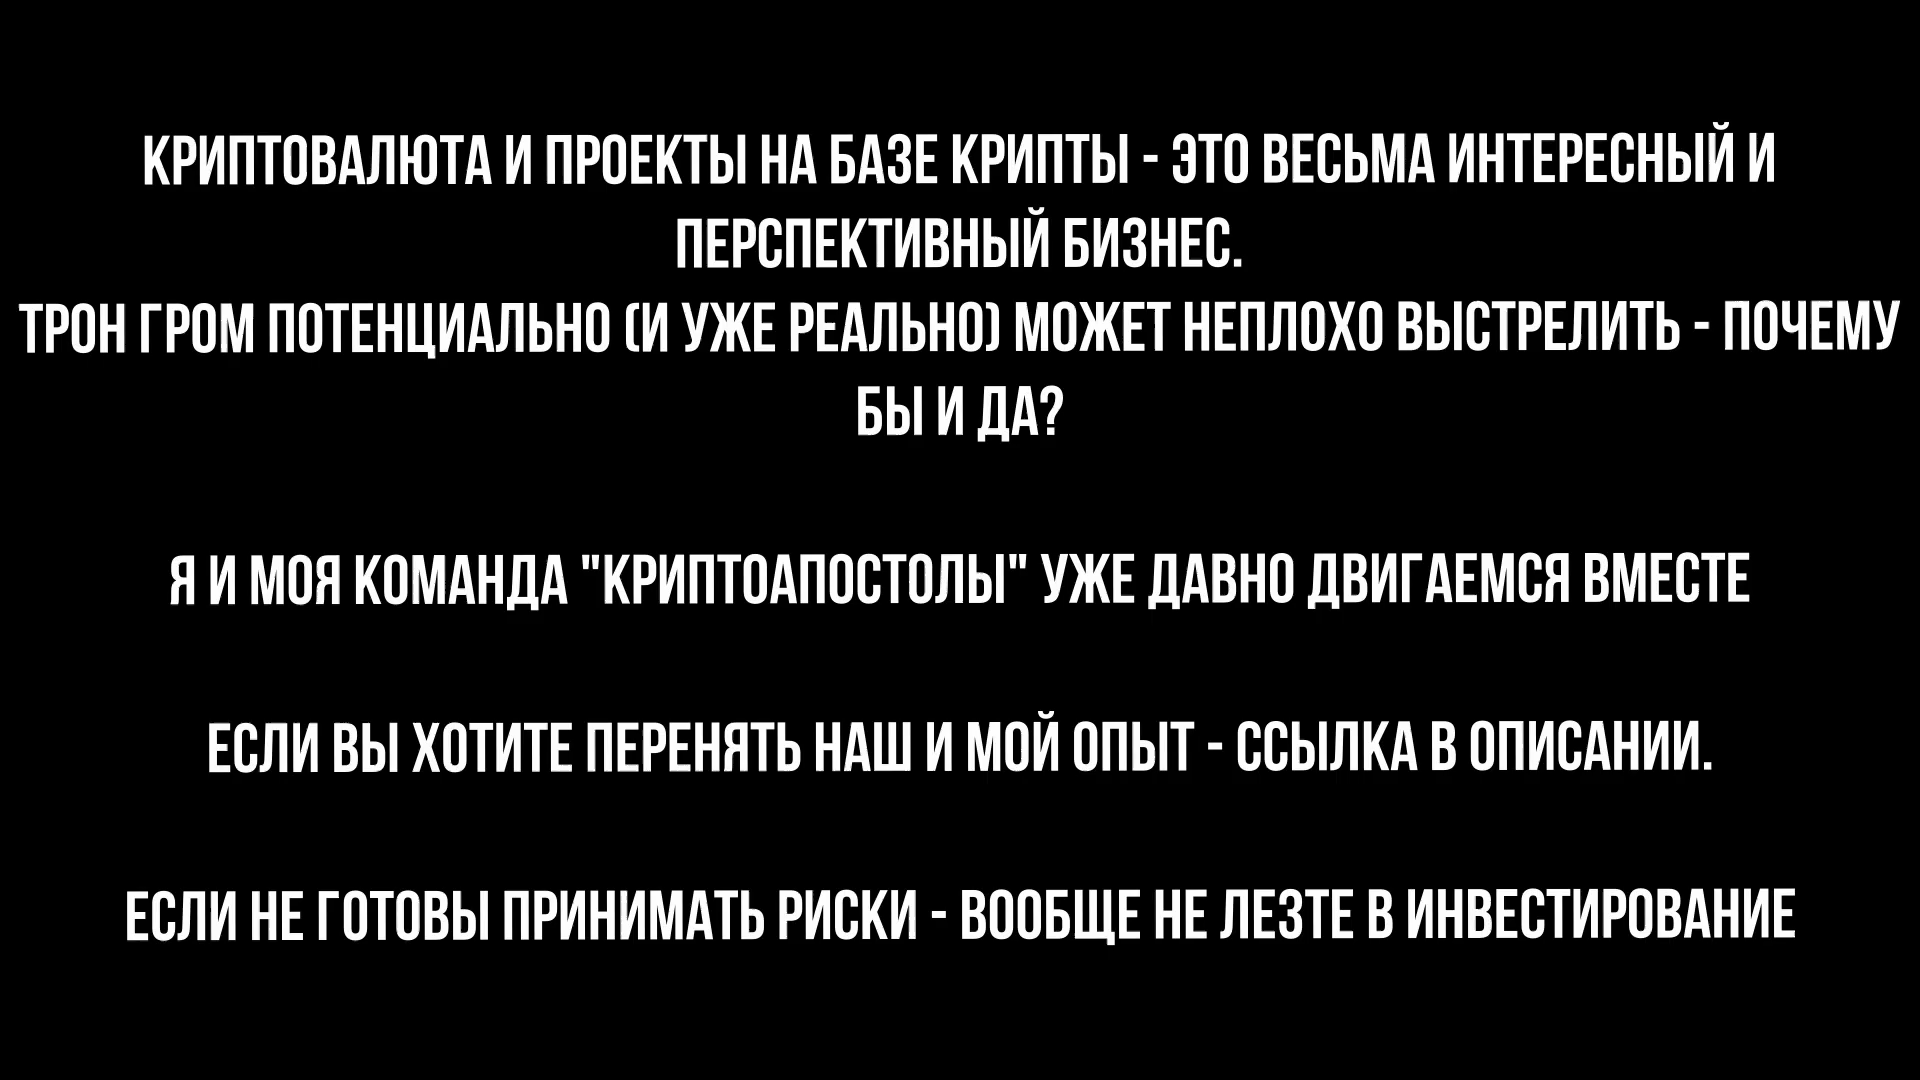 КРИПТОВАЛЮТА И ПРОЕКТЫ НА БАЗЕ КРИПТЫ - ЭТО ВЕСЬМА ИНТЕРЕСНЫЙ И
ПЕРСПЕКТИВНЫЙ БИЗНЕС.
ТРОН ГРОМ ПОТЕНЦИАЛЬНО (И УЖЕ РЕАЛЬНО) МОЖЕТ НЕПЛОХО ВЫСТРЕЛИТЬ - ПОЧЕМУ
БЫ И ДА?
Я И МОЯ КОМАНДА "КРИПТОАПОСТОЛЫ" УЖЕ ДАВНО ДВИГАЕМСЯ ВМЕСТЕ
ЕСЛИ ВЫ ХОТИТЕ ПЕРЕНЯТЬ НАШ И МОЙ ОПЫТ - ССЫЛКА В ОПИСАНИИ.
ЕСЛИ НЕ ГОТОВЫ ПРИНИМАТЬ РИСКИ - ВООБЩЕ НЕ ЛЕЗТЕ В ИНВЕСТИРОВАНИЕ